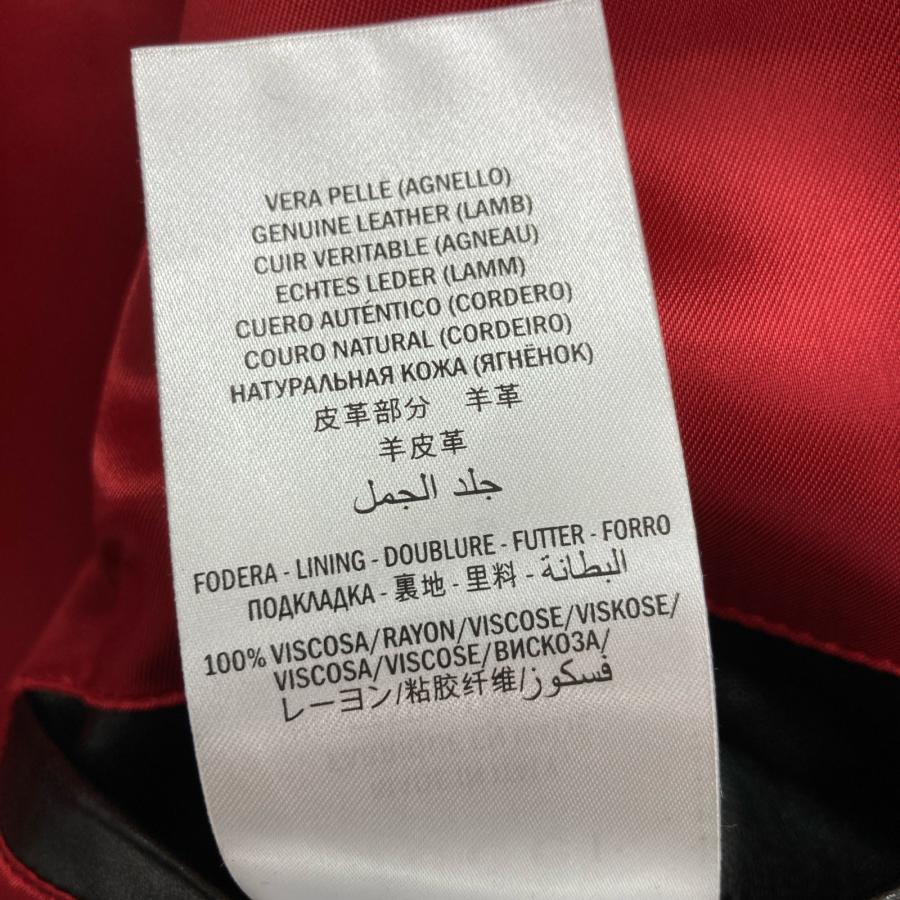 VERA PELLE (AGNELLO)
GENUINE LEATHER (LAMB)
CUIR VERITABLE (AGNEAU)
ECHTES LEDER (LAMM)
CUERO AUTÉNTICO (CORDERO)
COURO NATURAL (CORDEIRO)
НАТУРАЛЬНАЯ КОЖА (ЯГНЁНОК)
皮革部分 羊革
羊皮革
جلد الجمل
FODERA - LINING - DOUBLURE - FUTTER - FORRO
ПОДКЛАДКА - 裏地 - 里料 - البطانة
100% VISCOSA/RAYON/VISCOSE/VISKOSE/
VISCOSA/VISCOSE/ВИСКОЗА/
レーヨン/粘胶纤维/فسكوز